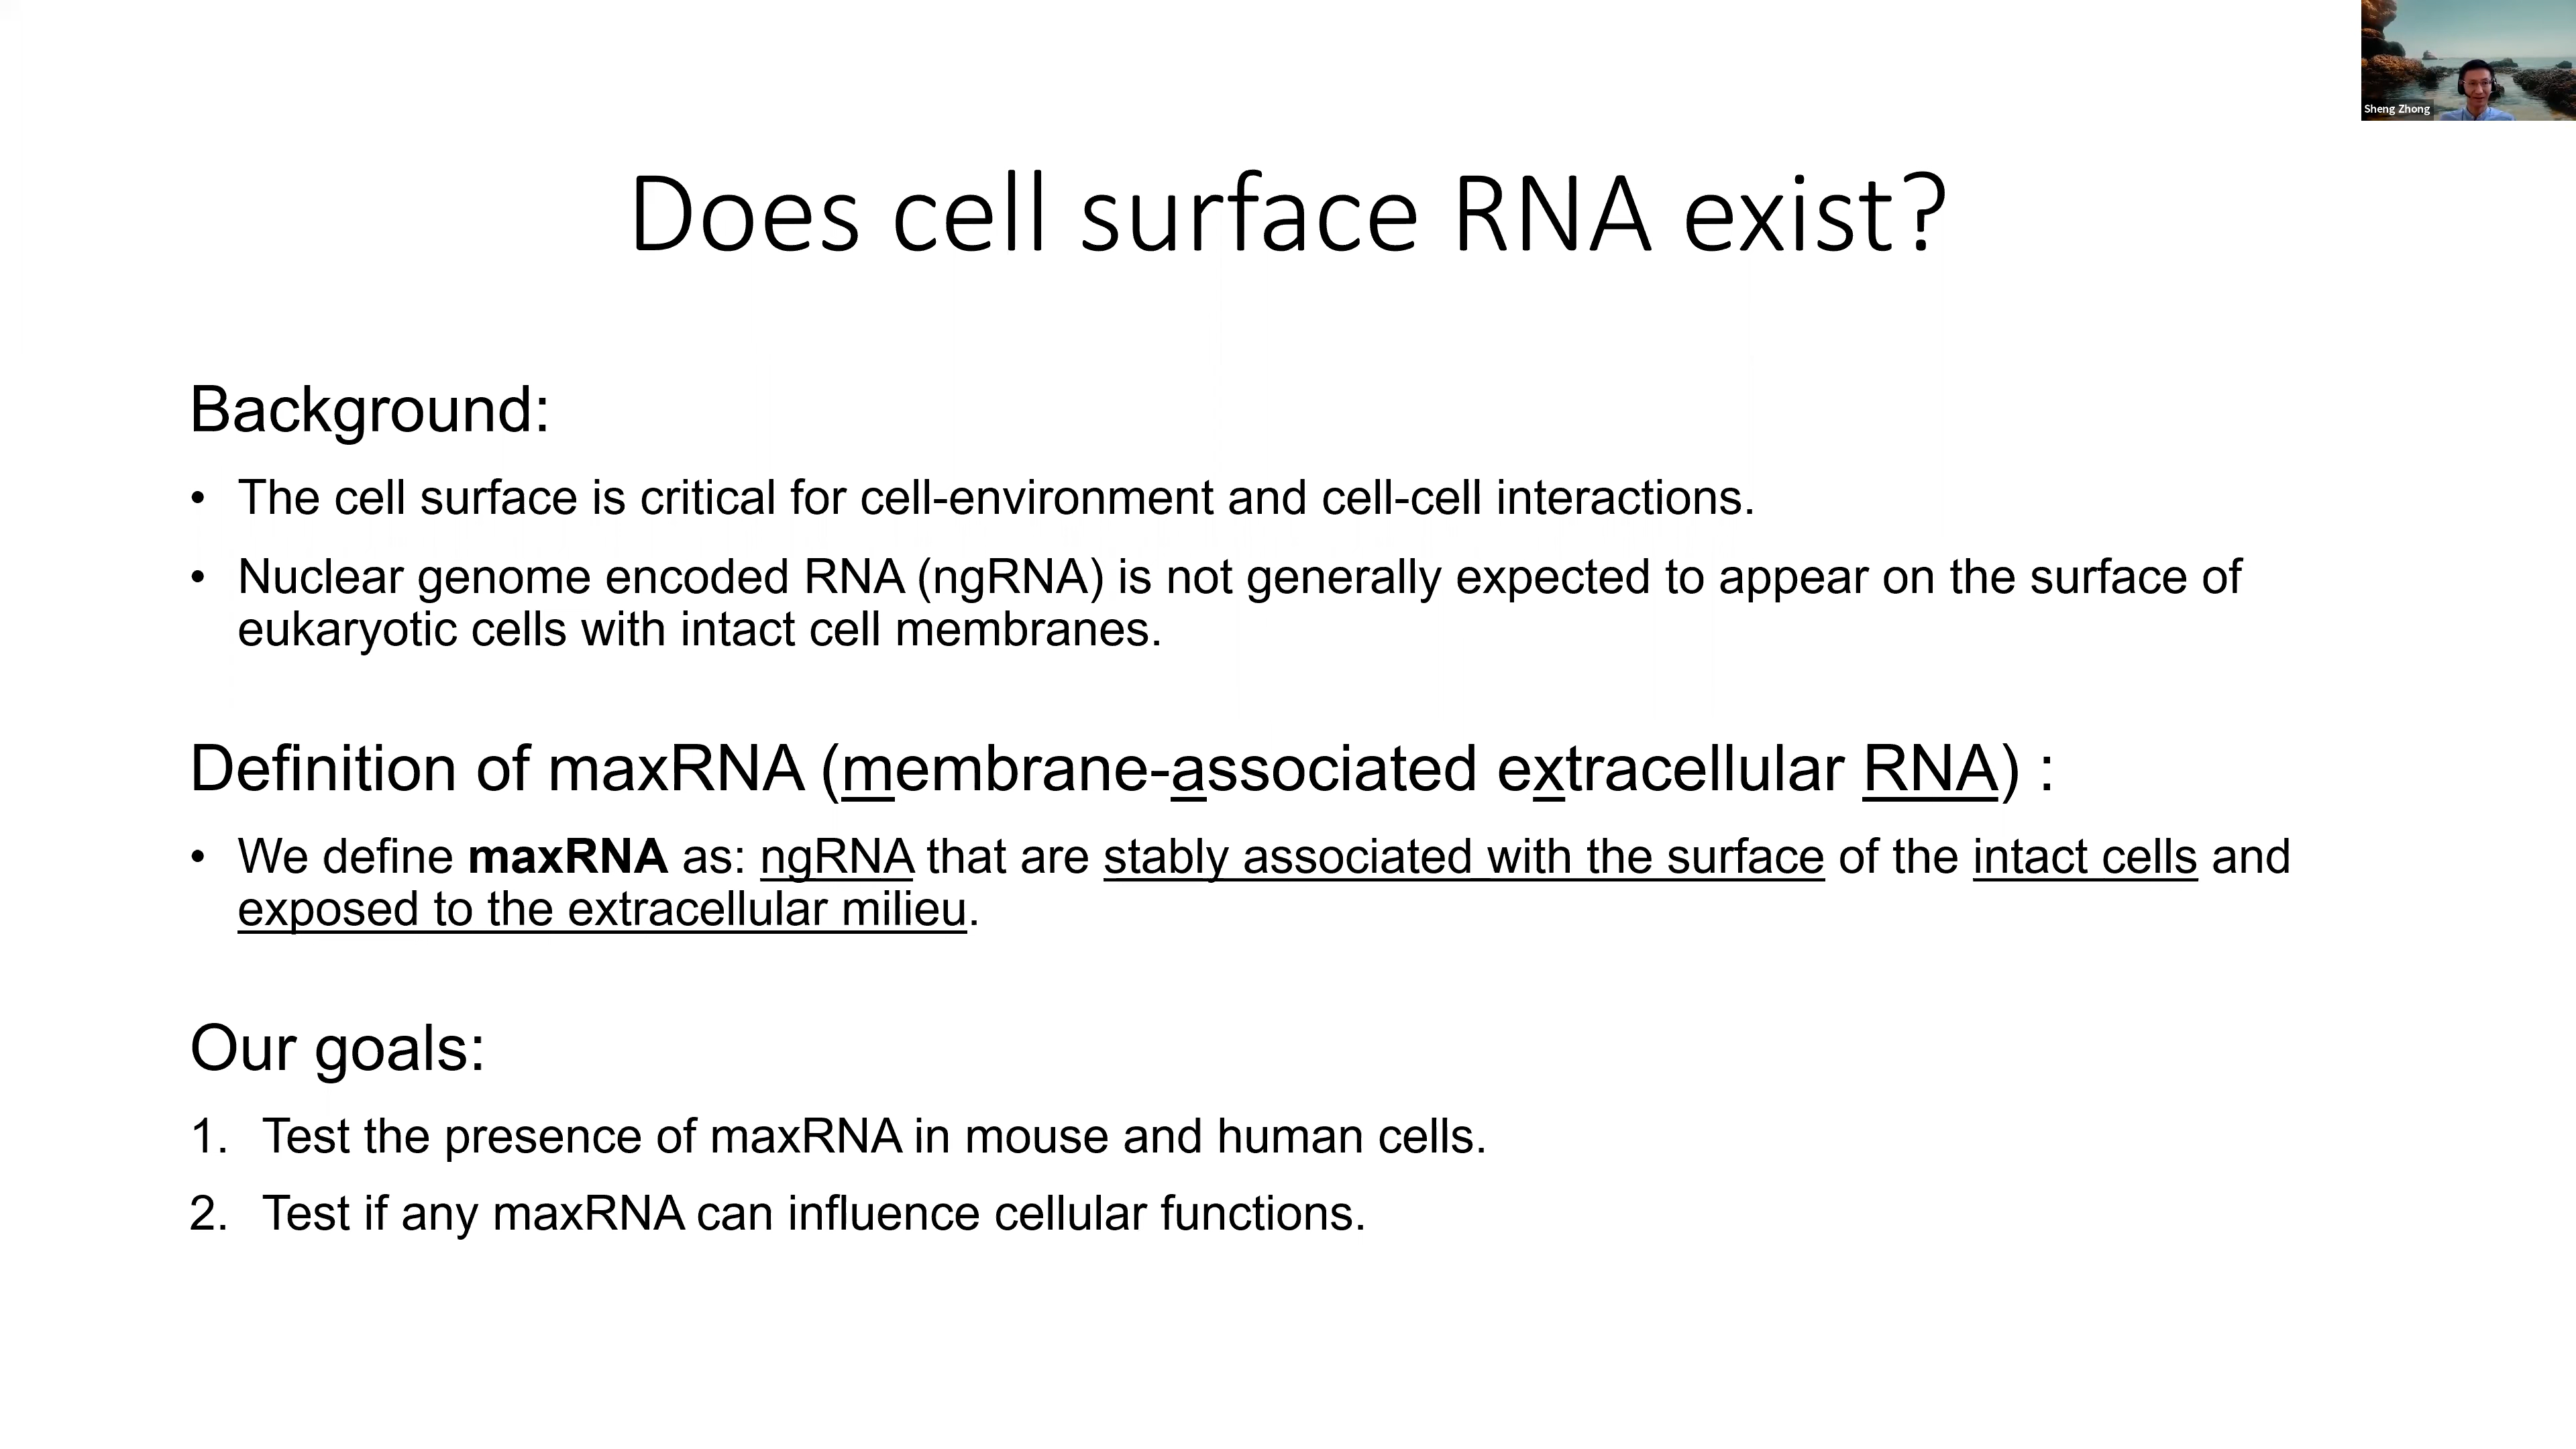 Sheng Zhong
Does cell surface RNA exist?
Background:
• The cell surface is critical for cell-environment and cell-cell interactions.
• Nuclear genome encoded RNA (ngRNA) is not generally expected to appear on the surface of
eukaryotic cells with intact cell membranes.
Definition of maxRNA (membrane-associated extracellular RNA) :
• We define maxRNA as: ngRNA that are stably associated with the surface of the intact cells and
exposed to the extracellular milieu.
Our goals:
1. Test the presence of maxRNA in mouse and human cells.
2. Test if any maxRNA can influence cellular functions.